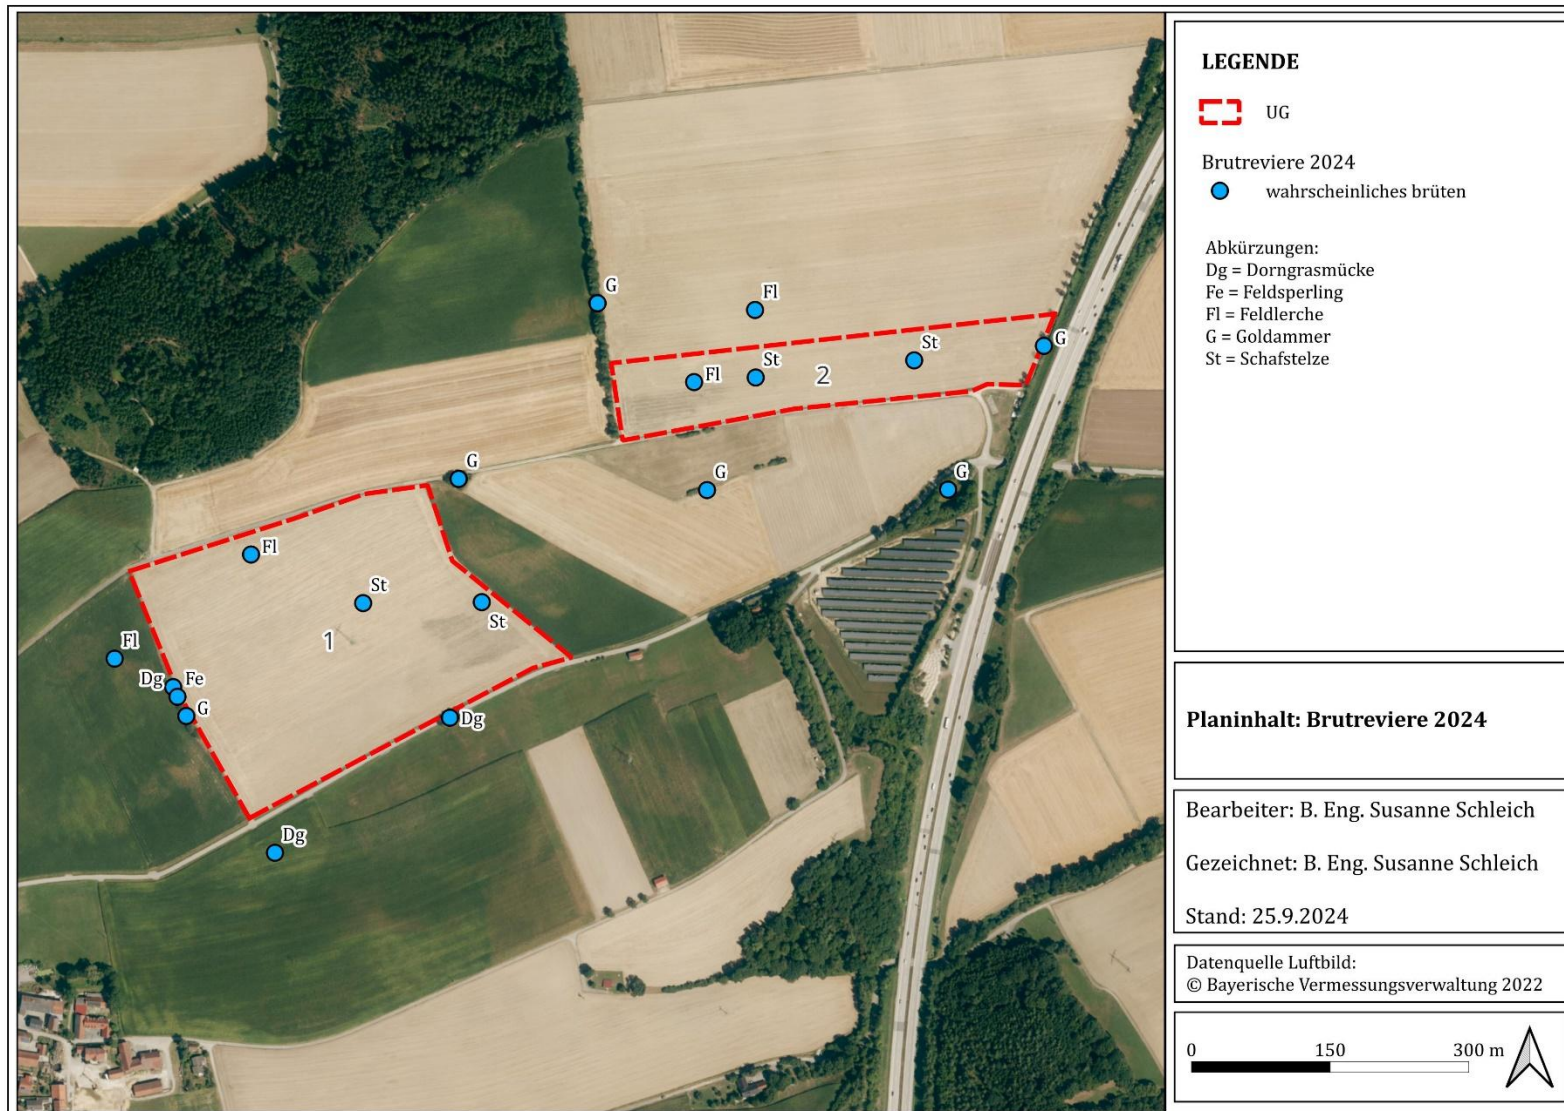 G
Fl
G
St
St
Fl
2
G
G
G
Fl
St
St
1
Fl
Dg
Fe
G
Dg
Dg
LEGENDE
UG
Brutreviere 2024
wahrscheinliches brüten
Abkürzungen:
Dg = Dorngrasmücke
Fe = Feldsperling
Fl = Feldlerche
G = Goldammer
St = Schafstelze
Planinhalt: Brutreviere 2024
Bearbeiter: B. Eng. Susanne Schleich
Gezeichnet: B. Eng. Susanne Schleich
Stand: 25.9.2024
Datenquelle Luftbild:
© Bayerische Vermessungsverwaltung 2022
0 150 300 m